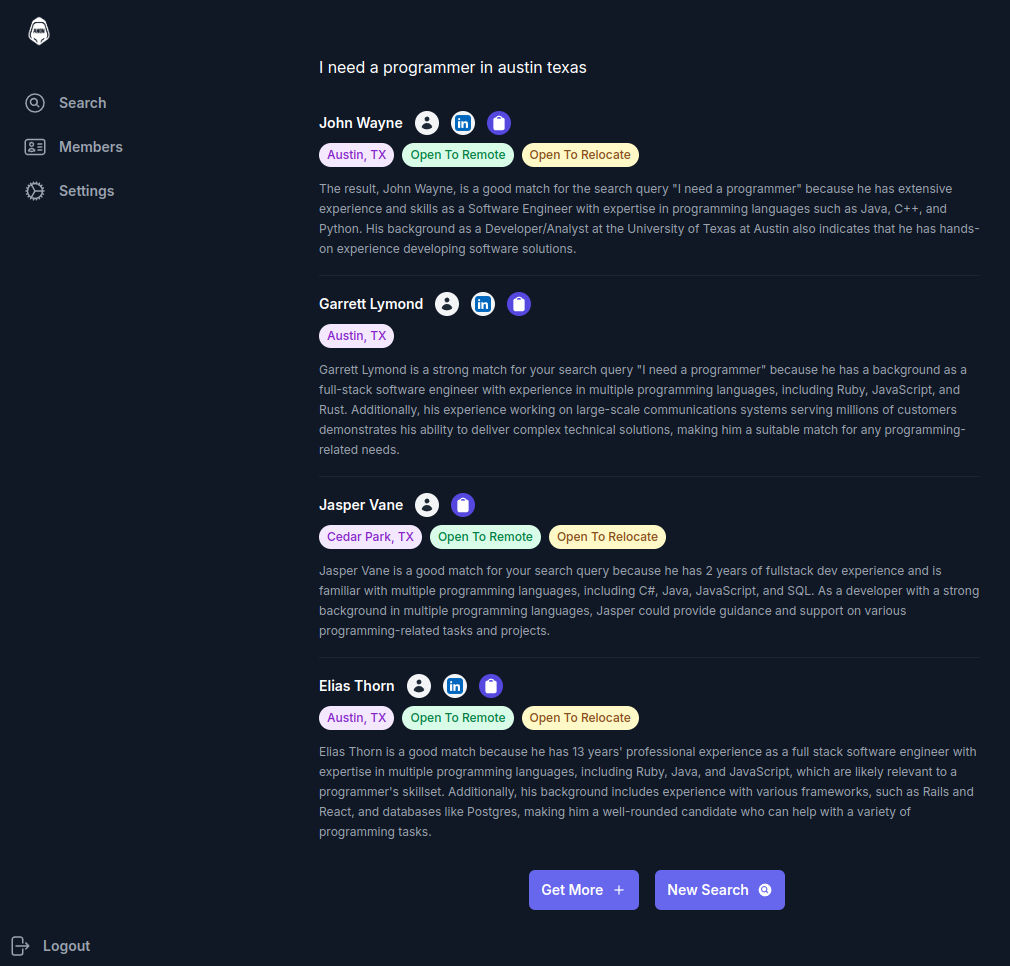 I need a programmer in austin texas
Search
Members
Settings
John Wayne
Austin, TX Open To Remote Open To Relocate
The result, John Wayne, is a good match for the search query "I need a programmer" because he has extensive
experience and skills as a Software Engineer with expertise in programming languages such as Java, C++, and
Python. His background as a Developer/Analyst at the University of Texas at Austin also indicates that he has hands-
on experience developing software solutions.
Garrett Lymond
Austin, TX
Garrett Lymond is a strong match for your search query "I need a programmer" because he has a background as a
full-stack software engineer with experience in multiple programming languages, including Ruby, JavaScript, and
Rust. Additionally, his experience working on large-scale communications systems serving millions of customers
demonstrates his ability to deliver complex technical solutions, making him a suitable match for any programming-
related needs.
Jasper Vane
Cedar Park, TX Open To Remote Open To Relocate
Jasper Vane is a good match for your search query because he has 2 years of fullstack dev experience and is
familiar with multiple programming languages, including C#, Java, JavaScript, and SQL. As a developer with a strong
background in multiple programming languages, Jasper could provide guidance and support on various
programming-related tasks and projects.
Elias Thorn
Austin, TX Open To Remote Open To Relocate
Elias Thorn is a good match because he has 13 years' professional experience as a full stack software engineer with
expertise in multiple programming languages, including Ruby, Java, and JavaScript, which are likely relevant to a
programmer's skillset. Additionally, his background includes experience with various frameworks, such as Rails and
React, and databases like Postgres, making him a well-rounded candidate who can help with a variety of
programming tasks.
Get More + New Search
Logout